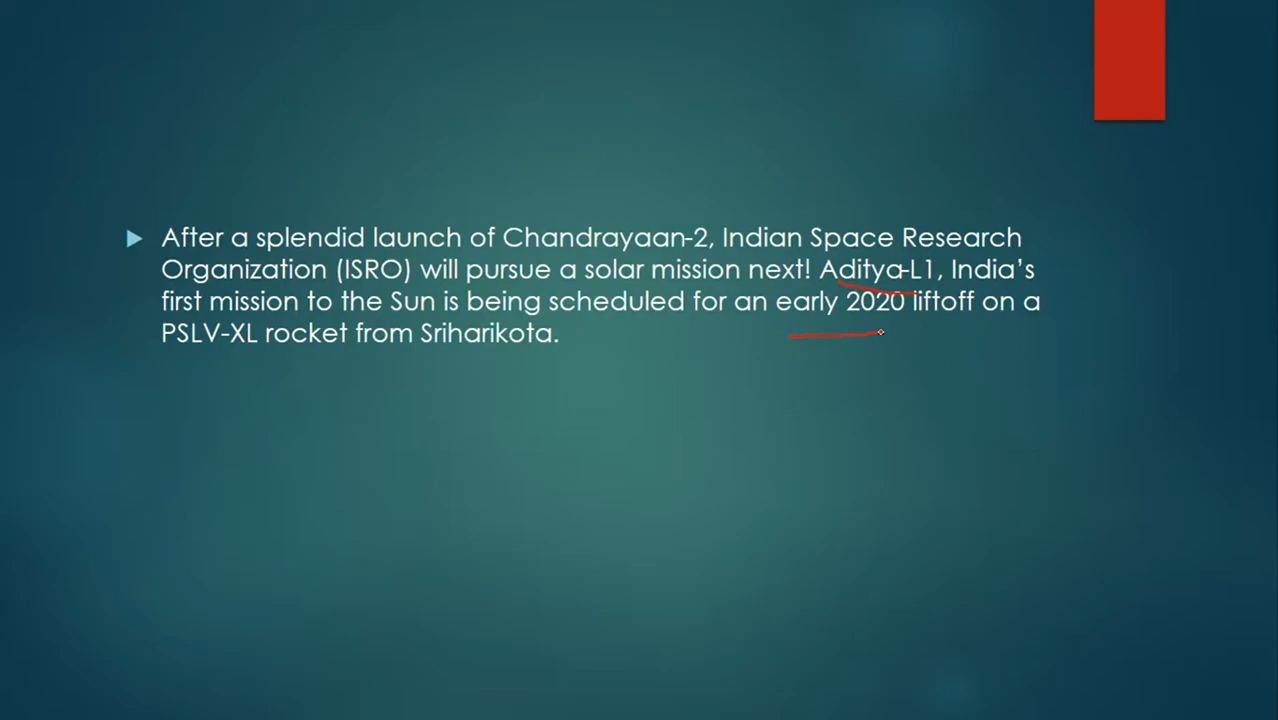 After a splendid launch of Chandrayaan-2, Indian Space Research
Organization (ISRO) will pursue a solar mission next! Aditya-L1, India's
first mission to the Sun is being scheduled for an early 2020 liftoff on a
PSLV-XL rocket from Sriharikota.